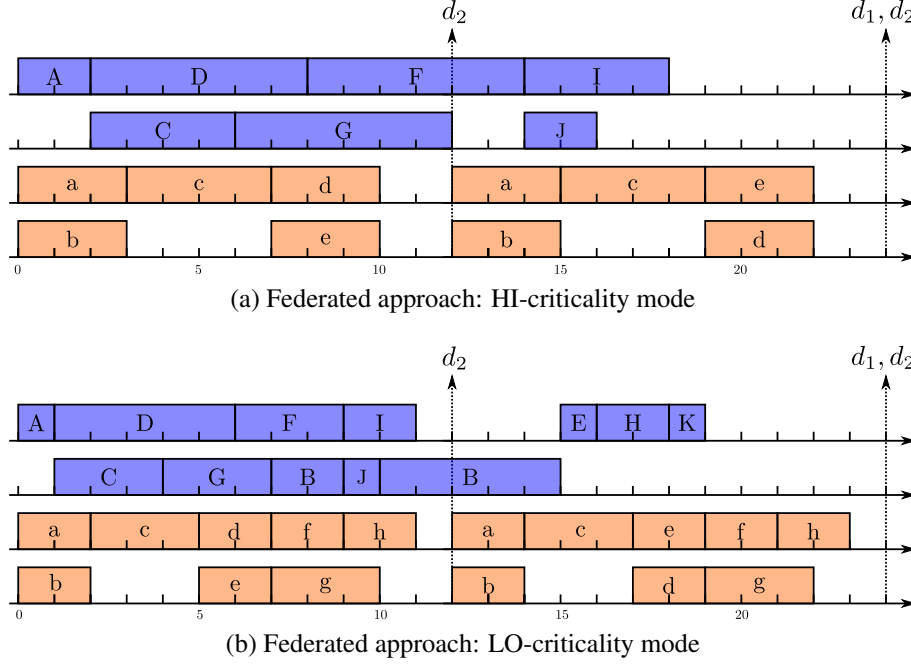 d₂ d₁, d₂
A D F I
C G J
a c d a c e
b e b d
0 5 10 15 20
(a) Federated approach: HI-criticality mode
d₂ d₁, d₂
A D F I E H K
C G B J B
a c d f h a c e f h
b e g b d g
0 5 10 15 20
(b) Federated approach: LO-criticality mode